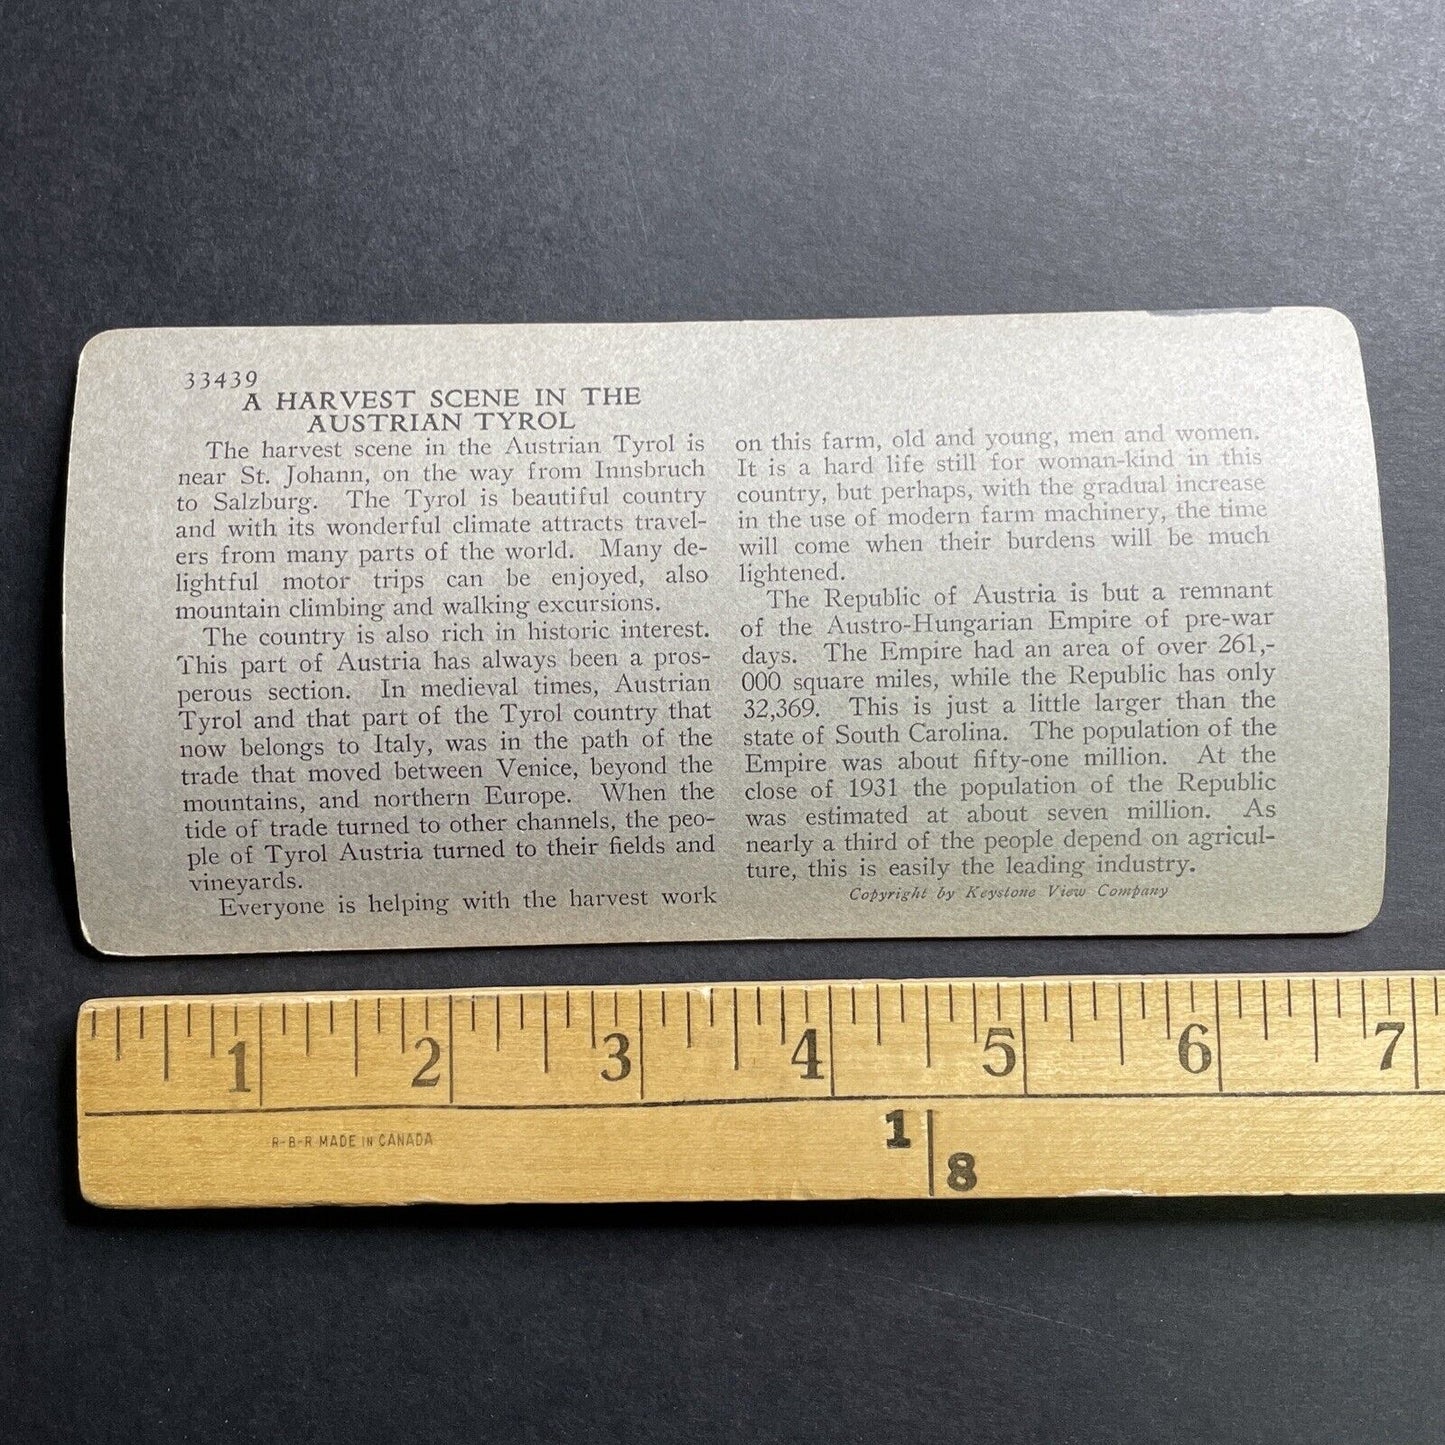 33439
A HARVEST SCENE IN THE
AUSTRIAN TYROL
The harvest scene in the Austrian Tyrol is
near St. Johann, on the way from Innsbruch
to Salzburg. The Tyrol is beautiful country
and with its wonderful climate attracts travel-
ers from many parts of the world. Many de-
lightful motor trips can be enjoyed, also
mountain climbing and walking excursions.
The country is also rich in historic interest.
This part of Austria has always been a pros-
perous section. In medieval times, Austrian
Tyrol and that part of the Tyrol country that
now belongs to Italy, was in the path of the
trade that moved between Venice, beyond the
mountains, and northern Europe. When the
tide of trade turned to other channels, the peo-
ple of Tyrol Austria turned to their fields and
vineyards.
Everyone is helping with the harvest work
on this farm, old and young, men and women.
It is a hard life still for woman-kind in this
country, but perhaps, with the gradual increase
in the use of modern farm machinery, the time
will come when their burdens will be much
lightened.
The Republic of Austria is but a remnant
of the Austro-Hungarian Empire of pre-war
days. The Empire had an area of over 261,-
000 square miles, while the Republic has only
32,369. This is just a little larger than the
state of South Carolina. The population of the
Empire was about fifty-one million. At the
close of 1931 the population of the Republic
was estimated at about seven million. As
nearly a third of the people depend on agricul-
ture, this is easily the leading industry.
Copyright by Keystone View Company
1 2 3 4 5 6 7
R-B-R MADE IN CANADA
1
8